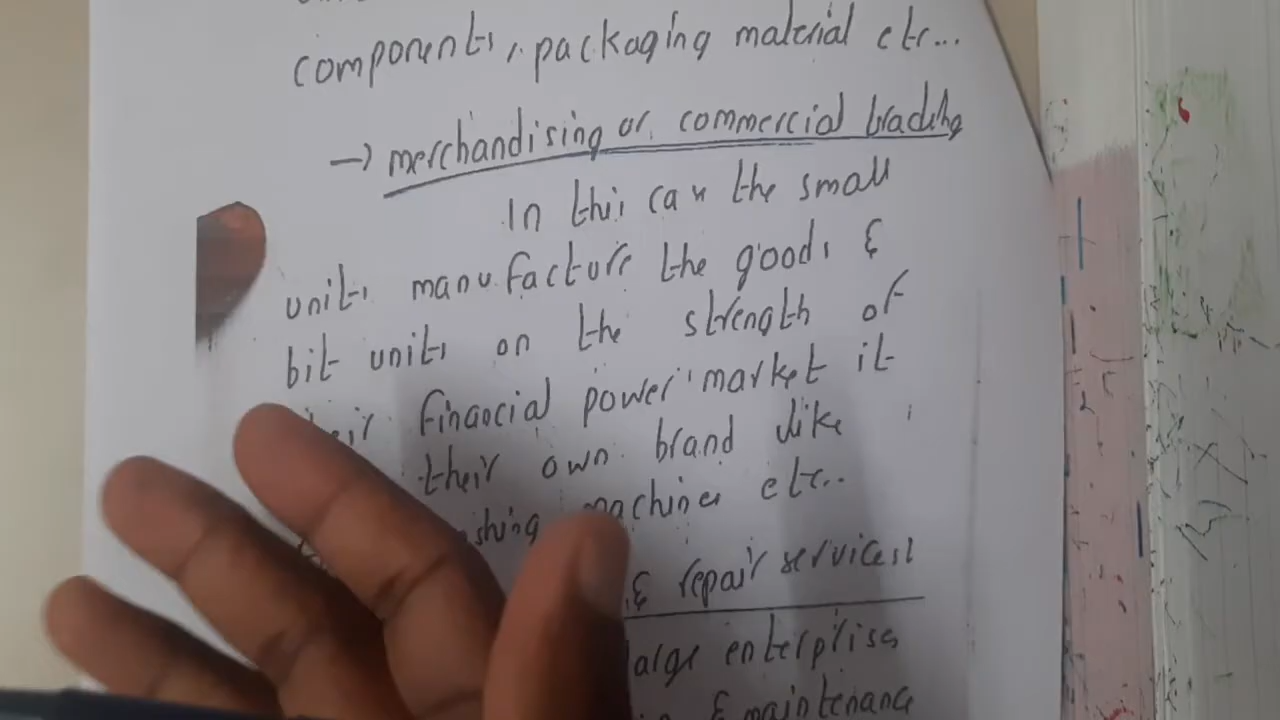 components, packaging material etc...
→ merchandising or commercial trading
In this case the small
units manufacture the goods &
bit units on the strength of
financial power market it
their own brand like
machines etc..
& repair services:
large enterprises
& maintenance